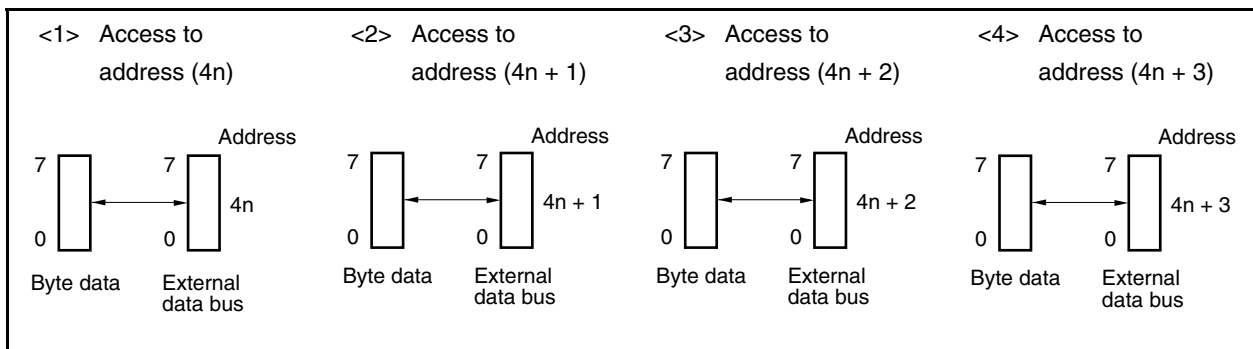 <1> Access to
address (4n)
Address
7
7
4n
0
0
Byte data
External
data bus
<2> Access to
address (4n + 1)
Address
7
7
4n + 1
0
0
Byte data
External
data bus
<3> Access to
address (4n + 2)
Address
7
7
4n + 2
0
0
Byte data
External
data bus
<4> Access to
address (4n + 3)
Address
7
7
4n + 3
0
0
Byte data
External
data bus